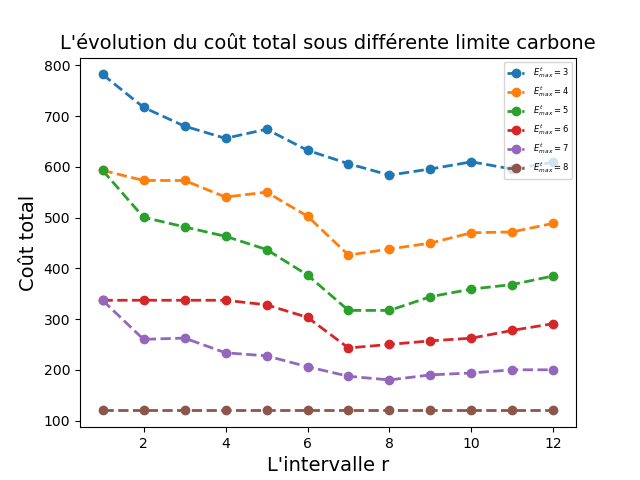 L'évolution du coût total sous différente limite carbone
800
700
600
500
400
300
200
100
Coût total
2
4
6
8
10
12
L'intervalle r
E^t_max = 3
E^t_max = 4
E^t_max = 5
E^t_max = 6
E^t_max = 7
E^t_max = 8